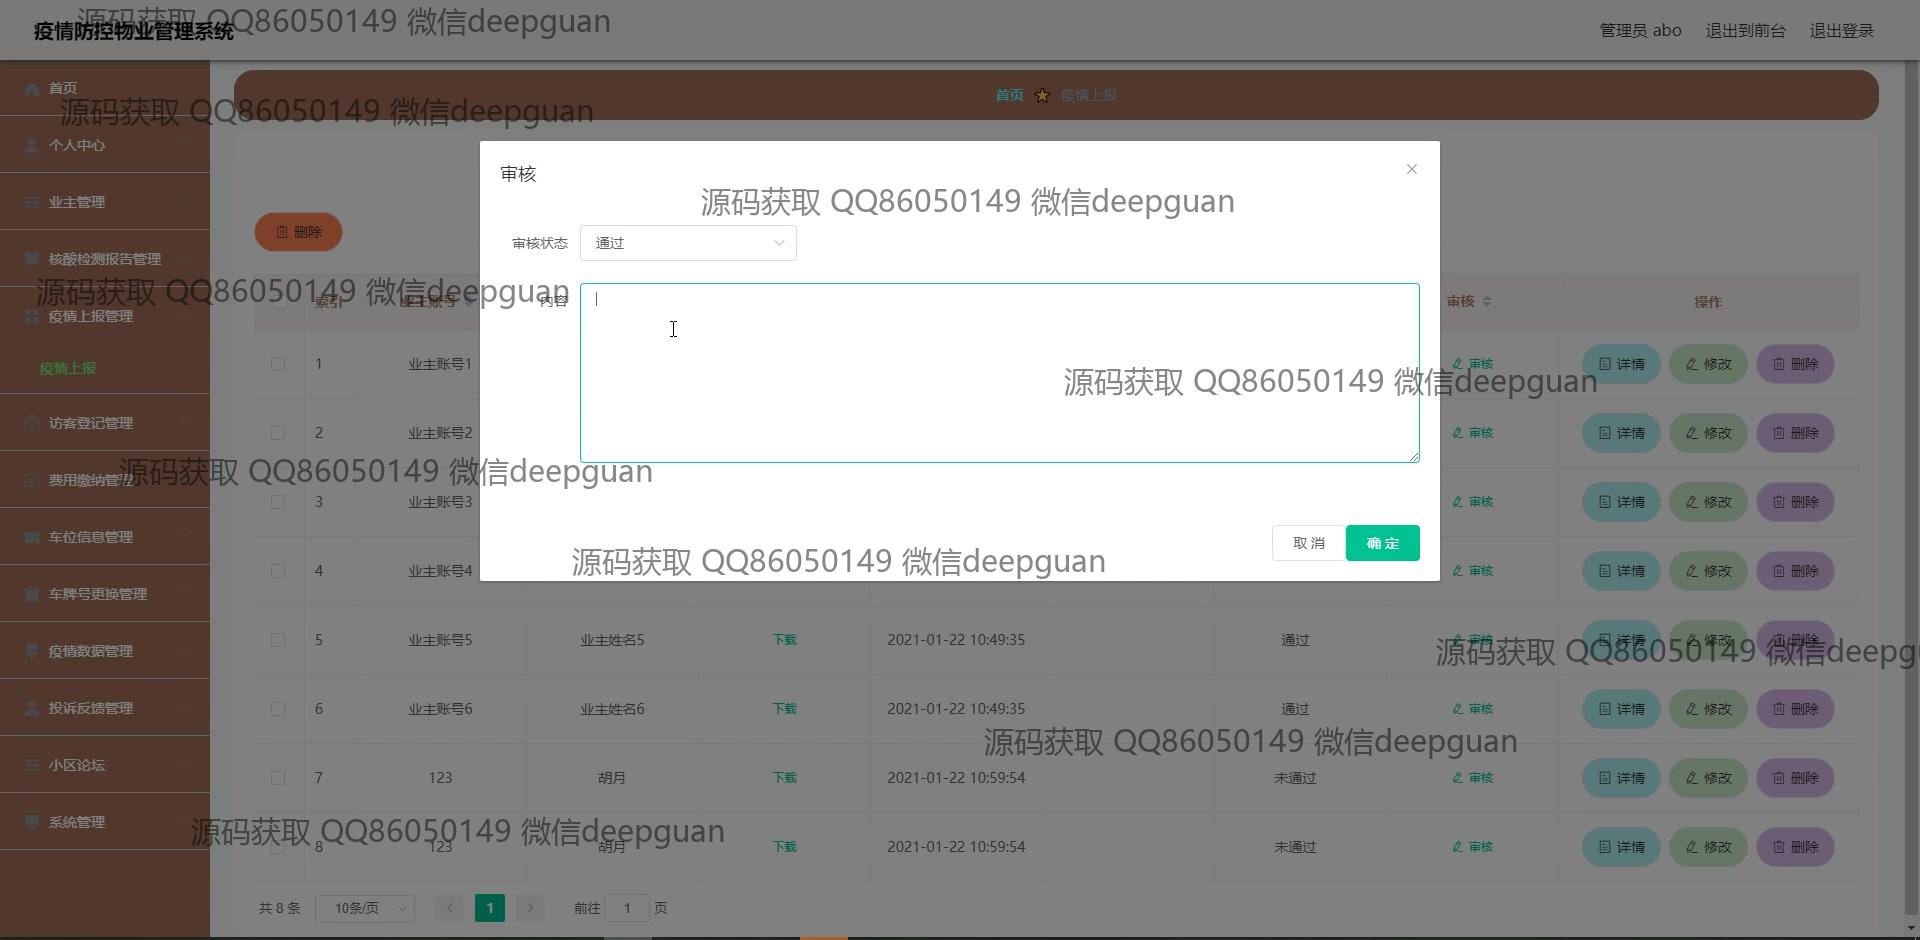 疫情防控物业管理系统
源码获取 QQ86050149 微信deepguan
管理员 abo 退出到前台 退出登录
首页
首页 疫情上报
源码获取 QQ86050149 微信deepguan
个人中心
审核
业主管理
源码获取 QQ86050149 微信deepguan
删除
审核状态 通过
核酸检测报告管理
源码获取 QQ86050149 微信deepguan
索引 业主账号 内容 审核 操作
疫情上报管理
疫情上报
1 业主账号1 审核 详情 修改 删除
源码获取 QQ86050149 微信deepguan
访客登记管理
2 业主账号2 审核 详情 修改 删除
源码获取 QQ86050149 微信deepguan
费用缴纳管理
3 业主账号3 审核 详情 修改 删除
车位信息管理
取消 确定
源码获取 QQ86050149 微信deepguan
4 业主账号4 审核 详情 修改 删除
车牌号更换管理
5 业主账号5 业主姓名5 下载 2021-01-22 10:49:35 通过 审核 详情 修改 删除
源码获取 QQ86050149 微信deepg
疫情数据管理
6 业主账号6 业主姓名6 下载 2021-01-22 10:49:35 通过 审核 详情 修改 删除
投诉反馈管理
源码获取 QQ86050149 微信deepguan
小区论坛
7 123 胡月 下载 2021-01-22 10:59:54 未通过 审核 详情 修改 删除
系统管理
源码获取 QQ86050149 微信deepguan
8 123 胡月 下载 2021-01-22 10:59:54 未通过 审核 详情 修改 删除
共 8 条 10条/页 1 前往 1 页